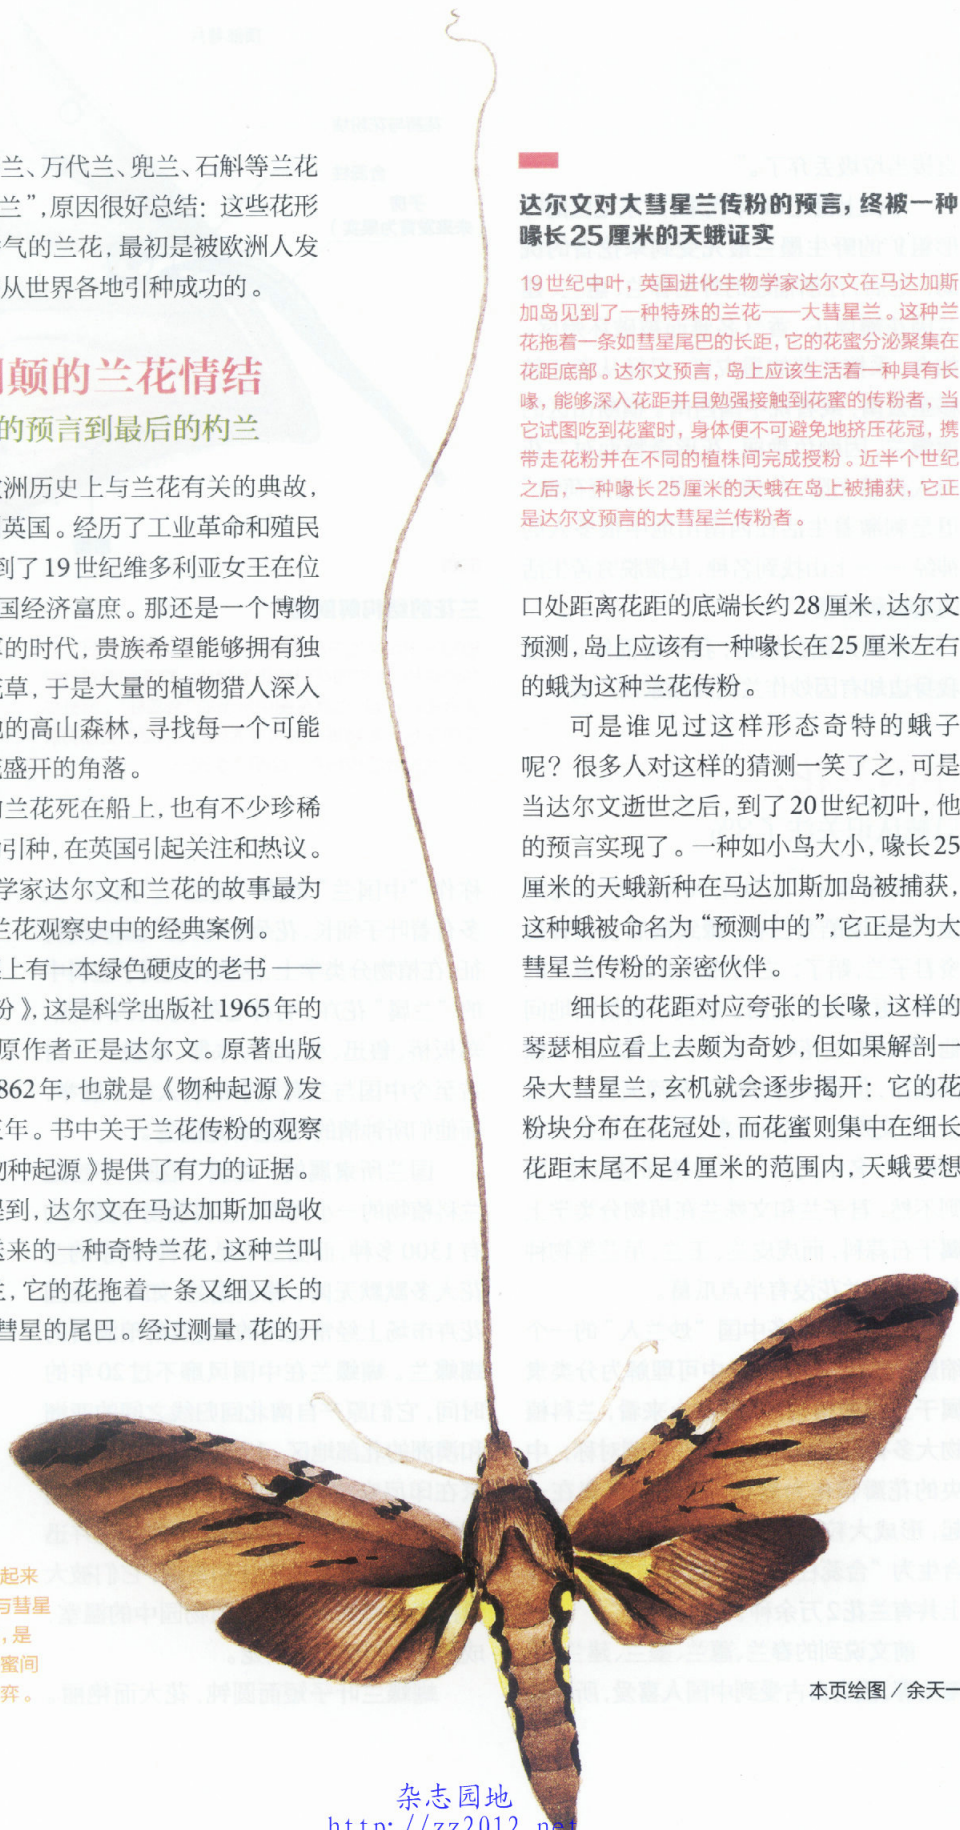 兰、万代兰、兜兰、石斛等兰花
兰”,原因很好总结：这些花形
气的兰花,最初是被欧洲人发
从世界各地引种成功的。
颠的兰花情结
的预言到最后的杓兰
洲历史上与兰花有关的典故,
英国。经历了工业革命和殖民
到了19世纪维多利亚女王在位
国经济富庶。那还是一个博物
的时代,贵族希望能够拥有独
花草,于是大量的植物猎人深入
的高山森林,寻找每一个可能
盛开的角落。
兰花死在船上,也有不少珍稀
引种,在英国引起关注和热议。
学家达尔文和兰花的故事最为
兰花观察史中的经典案例。
上有一本绿色硬皮的老书——
粉》,这是科学出版社1965年的
原作者正是达尔文。原著出版
862年,也就是《物种起源》发
三年。书中关于兰花传粉的观察
物种起源》提供了有力的证据。
提到,达尔文在马达加斯加岛收
来的一种奇特兰花,这种兰叫
,它的花拖着一条又细又长的
彗星的尾巴。经过测量,花的开
起来
与彗星
,是
蜜间
弈。
达尔文对大彗星兰传粉的预言,终被一种
喙长25厘米的天蛾证实
19世纪中叶,英国进化生物学家达尔文在马达加斯
加岛见到了一种特殊的兰花——大彗星兰。这种兰
花拖着一条如彗星尾巴的长距,它的花蜜分泌聚集在
花距底部。达尔文预言,岛上应该生活着一种具有长
喙,能够深入花距并且勉强接触到花蜜的传粉者,当
它试图吃到花蜜时,身体便不可避免地挤压花冠,携
带走花粉并在不同的植株间完成授粉。近半个世纪
之后,一种喙长25厘米的天蛾在岛上被捕获,它正
是达尔文预言的大彗星兰传粉者。
口处距离花距的底端长约28厘米,达尔文
预测,岛上应该有一种喙长在25厘米左右
的蛾为这种兰花传粉。
可是谁见过这样形态奇特的蛾子
呢？很多人对这样的猜测一笑了之,可是
当达尔文逝世之后,到了20世纪初叶,他
的预言实现了。一种如小鸟大小,喙长25
厘米的天蛾新种在马达加斯加岛被捕获,
这种蛾被命名为“预测中的”,它正是为大
彗星兰传粉的亲密伙伴。
细长的花距对应夸张的长喙,这样的
琴瑟相应看上去颇为奇妙,但如果解剖一
朵大彗星兰,玄机就会逐步揭开：它的花
粉块分布在花冠处,而花蜜则集中在细长
花距末尾不足4厘米的范围内,天蛾要想
本页绘图／余天一
杂志园地
http://zz2012.net